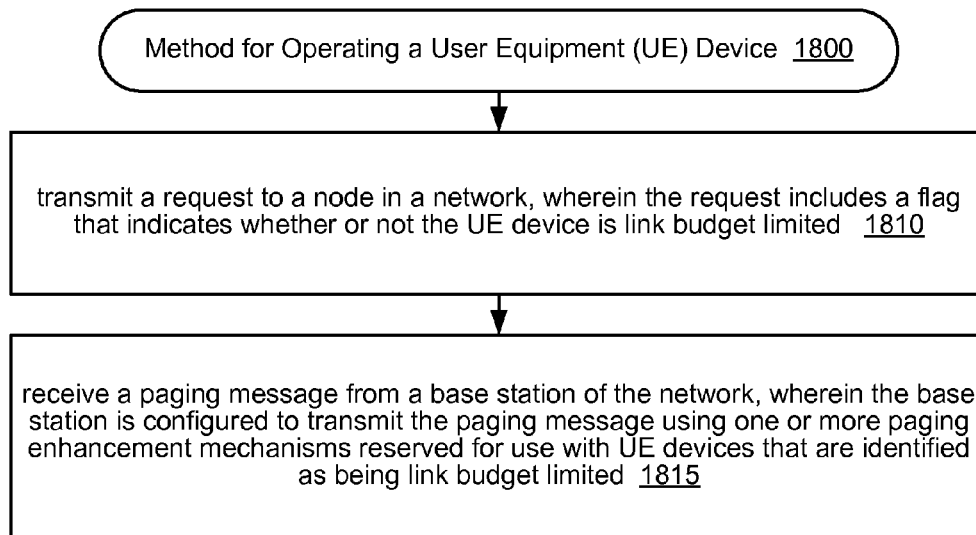 Method for Operating a User Equipment (UE) Device 1800
transmit a request to a node in a network, wherein the request includes a flag
that indicates whether or not the UE device is link budget limited 1810
receive a paging message from a base station of the network, wherein the base
station is configured to transmit the paging message using one or more paging
enhancement mechanisms reserved for use with UE devices that are identified
as being link budget limited 1815